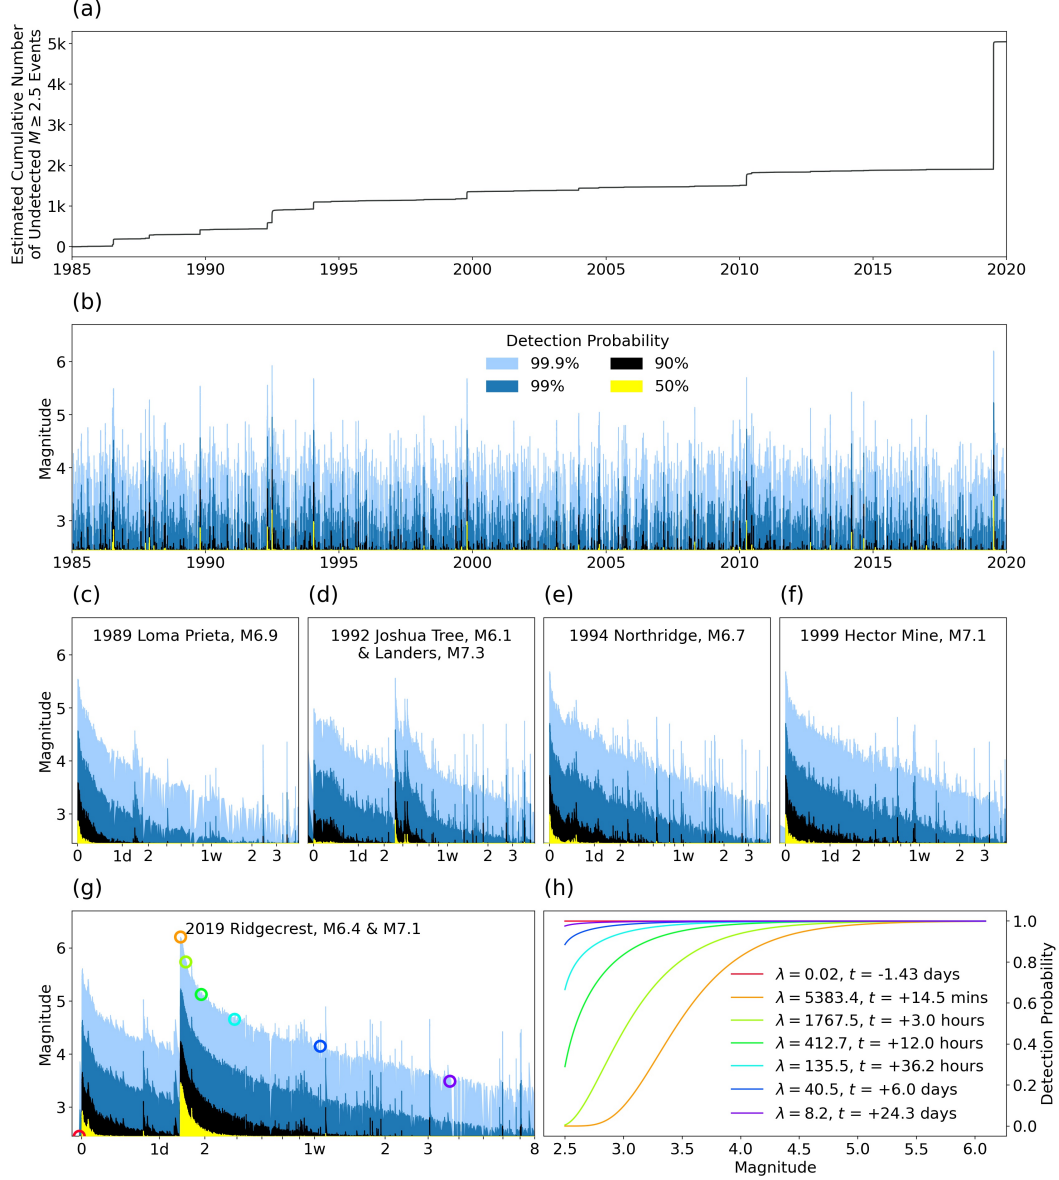 (a)
Estimated Cumulative Number
of Undetected M ≥ 2.5 Events
5k
4k
3k
2k
1k
0
1985 1990 1995 2000 2005 2010 2015 2020
(b)
Magnitude
6
5
4
3
Detection Probability
99.9% 90%
99% 50%
1985 1990 1995 2000 2005 2010 2015 2020
(c)
Magnitude
6
5
4
3
1989 Loma Prieta, M6.9
0 1d 2 1w 2 3
(d)
1992 Joshua Tree, M6.1
& Landers, M7.3
0 1d 2 1w 2 3
(e)
1994 Northridge, M6.7
0 1d 2 1w 2 3
(f)
1999 Hector Mine, M7.1
0 1d 2 1w 2 3
(g)
Magnitude
6
5
4
3
2019 Ridgecrest, M6.4 & M7.1
0 1d 2 1w 2 3 8
(h)
λ = 0.02, t = -1.43 days
λ = 5383.4, t = +14.5 mins
λ = 1767.5, t = +3.0 hours
λ = 412.7, t = +12.0 hours
λ = 135.5, t = +36.2 hours
λ = 40.5, t = +6.0 days
λ = 8.2, t = +24.3 days
1.0
0.8
0.6
0.4
0.2
0.0
Detection Probability
2.5 3.0 3.5 4.0 4.5 5.0 5.5 6.0
Magnitude